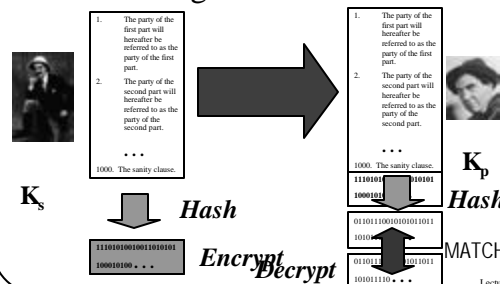 1. The party of the
first part will
hereafter be
referred to as the
party of the first
part.
2. The party of the
second part will
hereafter be
referred to as the
party of the
second part.
...
1000. The sanity clause.
Ks
Hash
11101010010011010101
100010100...
Encrypt
1. The party of the
first part will
hereafter be
referred to as the
party of the first
part.
2. The party of the
second part will
hereafter be
referred to as the
party of the
second part.
...
1000. The sanity clause.
Kp
Hash
01101110010101011011
Decrypt
MATCH
101011110...